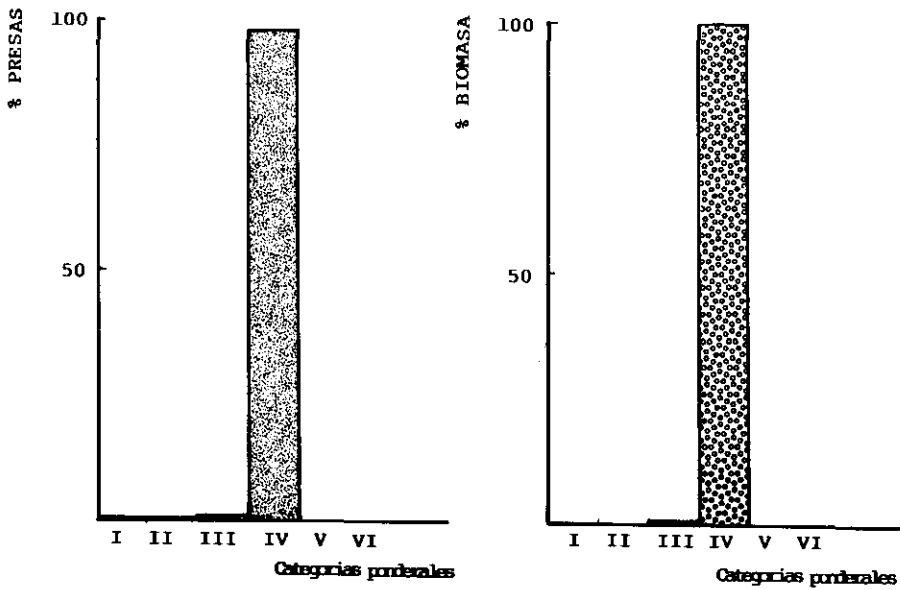 % PRESAS
100
50
I II III IV V VI
Categorias ponderales
% BIOMASA
100
50
I II III IV V VI
Categorias ponderales